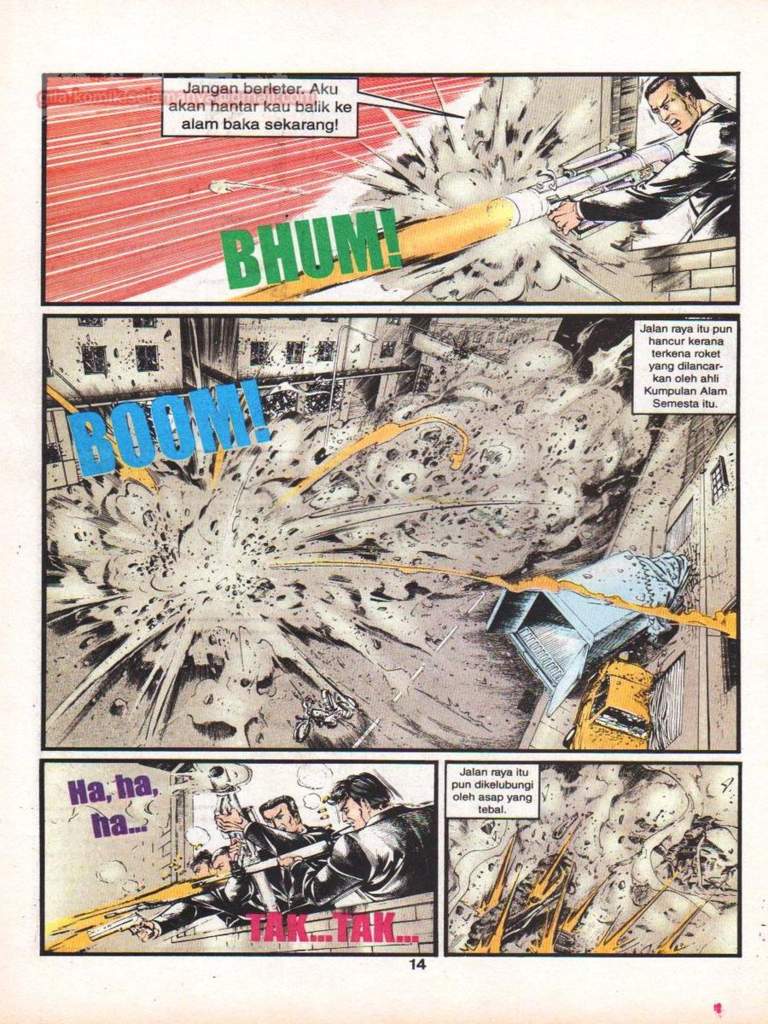 Jangan berleter. Aku
akan hantar kau balik ke
alam baka sekarang!
BHUM!
Jalan raya itu pun
hancur kerana
terkena roket
yang dilancar-
kan oleh ahli
Kumpulan Alam
Semesta itu.
BOOM!
Ha, ha,
ha...
TAK...TAK...
Jalan raya itu
pun dikelubungi
oleh asap yang
tebal.
14